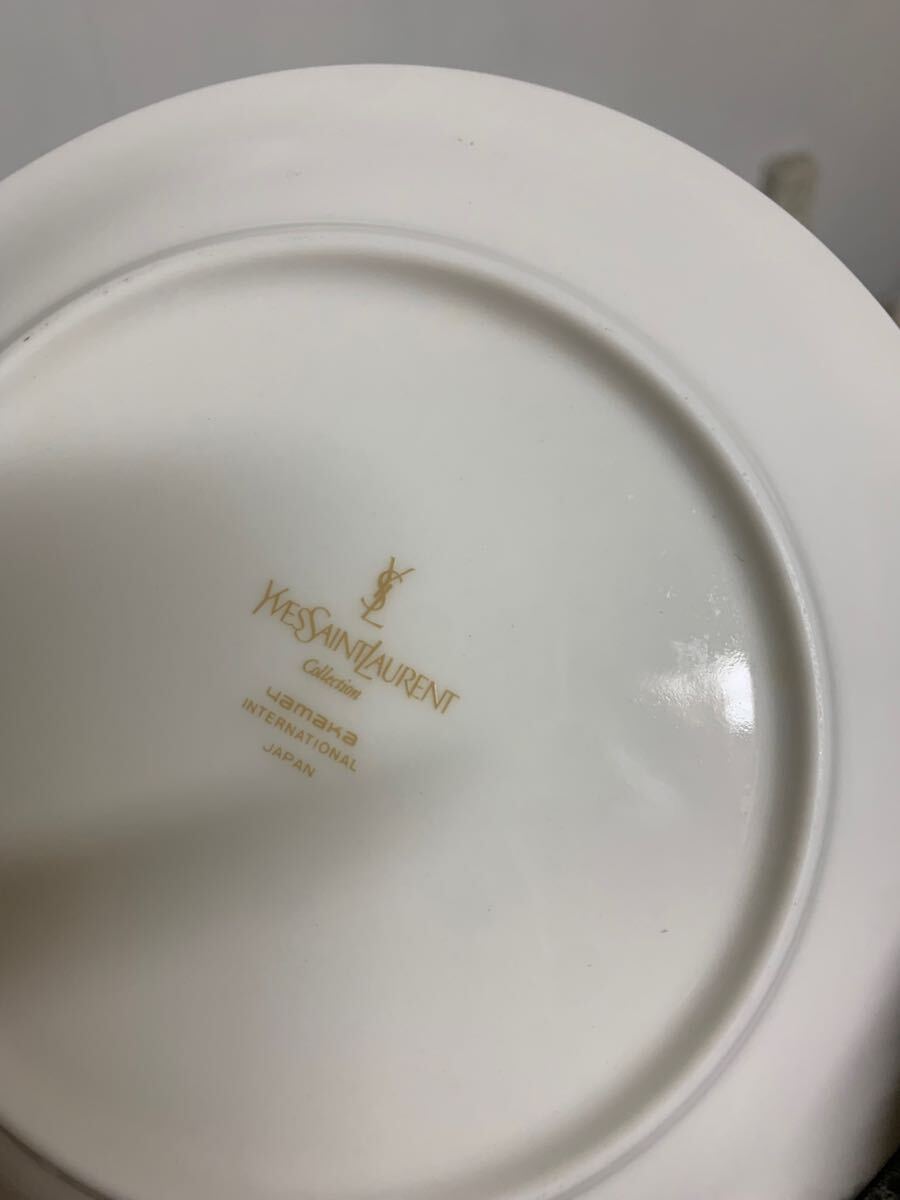 YSL
YVESSAINTLAURENT
Collection
yamaka
INTERNATIONAL
JAPAN